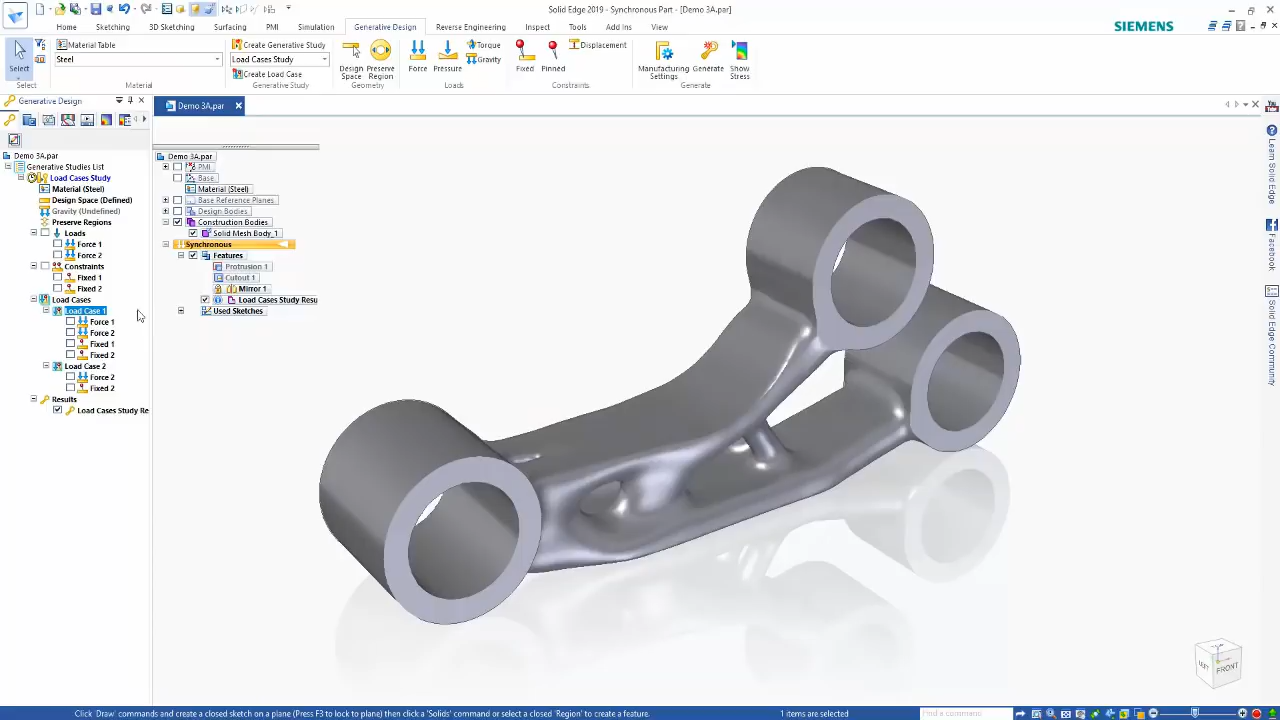 Solid Edge 2019 - Synchronous Part - [Demo 3A.par]
Home Sketching 3D Sketching Surfacing PMI Simulation Generative Design Reverse Engineering Inspect Tools Add Ins View
SIEMENS
Select
Select
Material Table
Steel
Material
Create Generative Study
Load Cases Study
Create Load Case
Generative Study
Design Space
Preserve Region
Geometry
Force
Pressure
Torque
Gravity
Loads
Fixed
Pinned
Displacement
Constraints
Manufacturing Settings
Generate
Show Stress
Generate
Generative Design
Demo 3A.par
Demo 3A.par
Generative Studies List
Load Cases Study
Material (Steel)
Design Space (Defined)
Gravity (Undefined)
Preserve Regions
Loads
Force 1
Force 2
Constraints
Fixed 1
Fixed 2
Load Cases
Load Case 1
Force 1
Force 2
Fixed 1
Fixed 2
Load Case 2
Force 2
Fixed 2
Results
Load Cases Study Re
Demo 3A.par
PMI
Base
Material (Steel)
Base Reference Planes
Design Bodies
Construction Bodies
Solid Mesh Body_1
Synchronous
Features
Protrusion 1
Cutout 1
Mirror 1
Load Cases Study Resu
Used Sketches
You
Learn Solid Edge
Facebook
Solid Edge Community
LEFT
FRONT
Click 'Draw' commands and create a closed sketch on a plane (Press F3 to lock to plane) then click a 'Solids' command or select a closed 'Region' to create a feature.
1 items are selected
Find a command